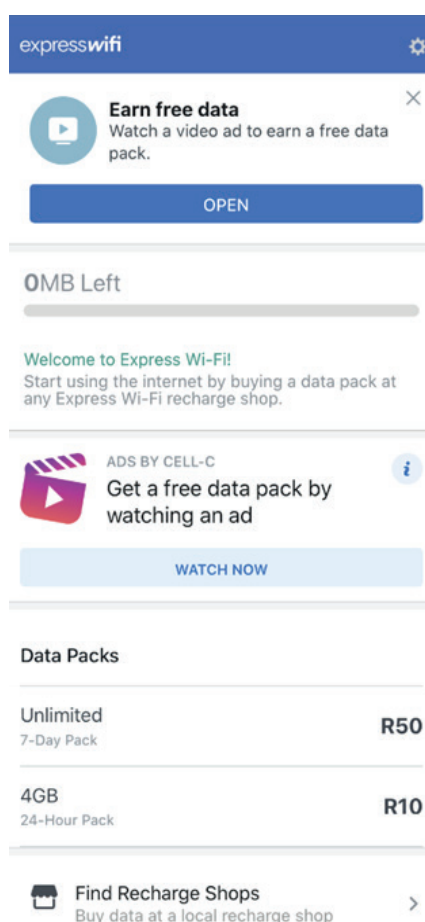 expresswifi
Earn free data
Watch a video ad to earn a free data
pack.
OPEN
0MB Left
Welcome to Express Wi-Fi!
Start using the internet by buying a data pack at
any Express Wi-Fi recharge shop.
ADS BY CELL-C
i
Get a free data pack by
watching an ad
WATCH NOW
Data Packs
Unlimited
R50
7-Day Pack
4GB
R10
24-Hour Pack
Find Recharge Shops
Buy data at a local recharge shop